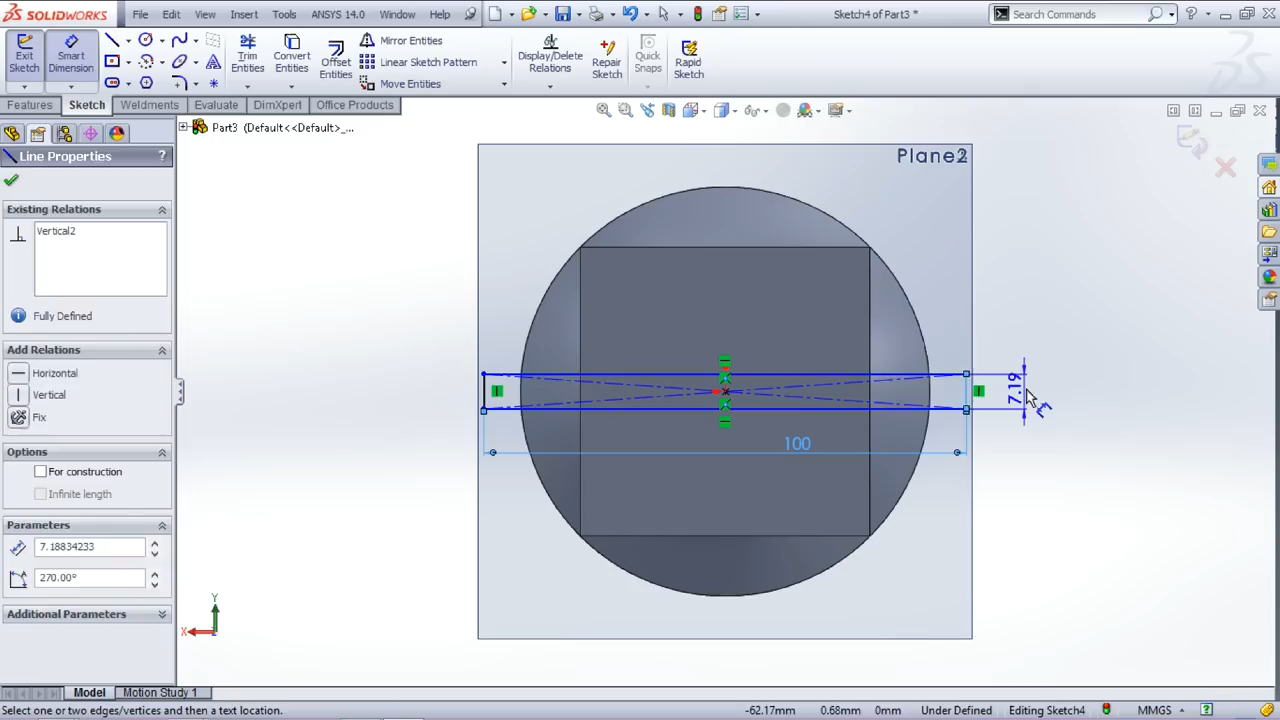 SOLIDWORKS
File
Edit
View
Insert
Tools
ANSYS 14.0
Window
Help
Sketch4 of Part3 *
Search Commands
Exit
Sketch
Smart
Dimension
Trim
Entities
Convert
Entities
Offset
Entities
Mirror Entities
Linear Sketch Pattern
Move Entities
Display/Delete
Relations
Repair
Sketch
Quick
Snaps
Rapid
Sketch
Features
Sketch
Weldments
Evaluate
DimXpert
Office Products
Part3 (Default<<Default>_...
Line Properties
?
Existing Relations
Vertical2
Fully Defined
Add Relations
Horizontal
Vertical
Fix
Options
For construction
Infinite length
Parameters
7.18834233
270.00°
Additional Parameters
Plane2
7.19
100
Y
X
Model
Motion Study 1
Select one or two edges/vertices and then a text location.
-62.17mm
0.68mm
0mm
Under Defined
Editing Sketch4
MMGS
?